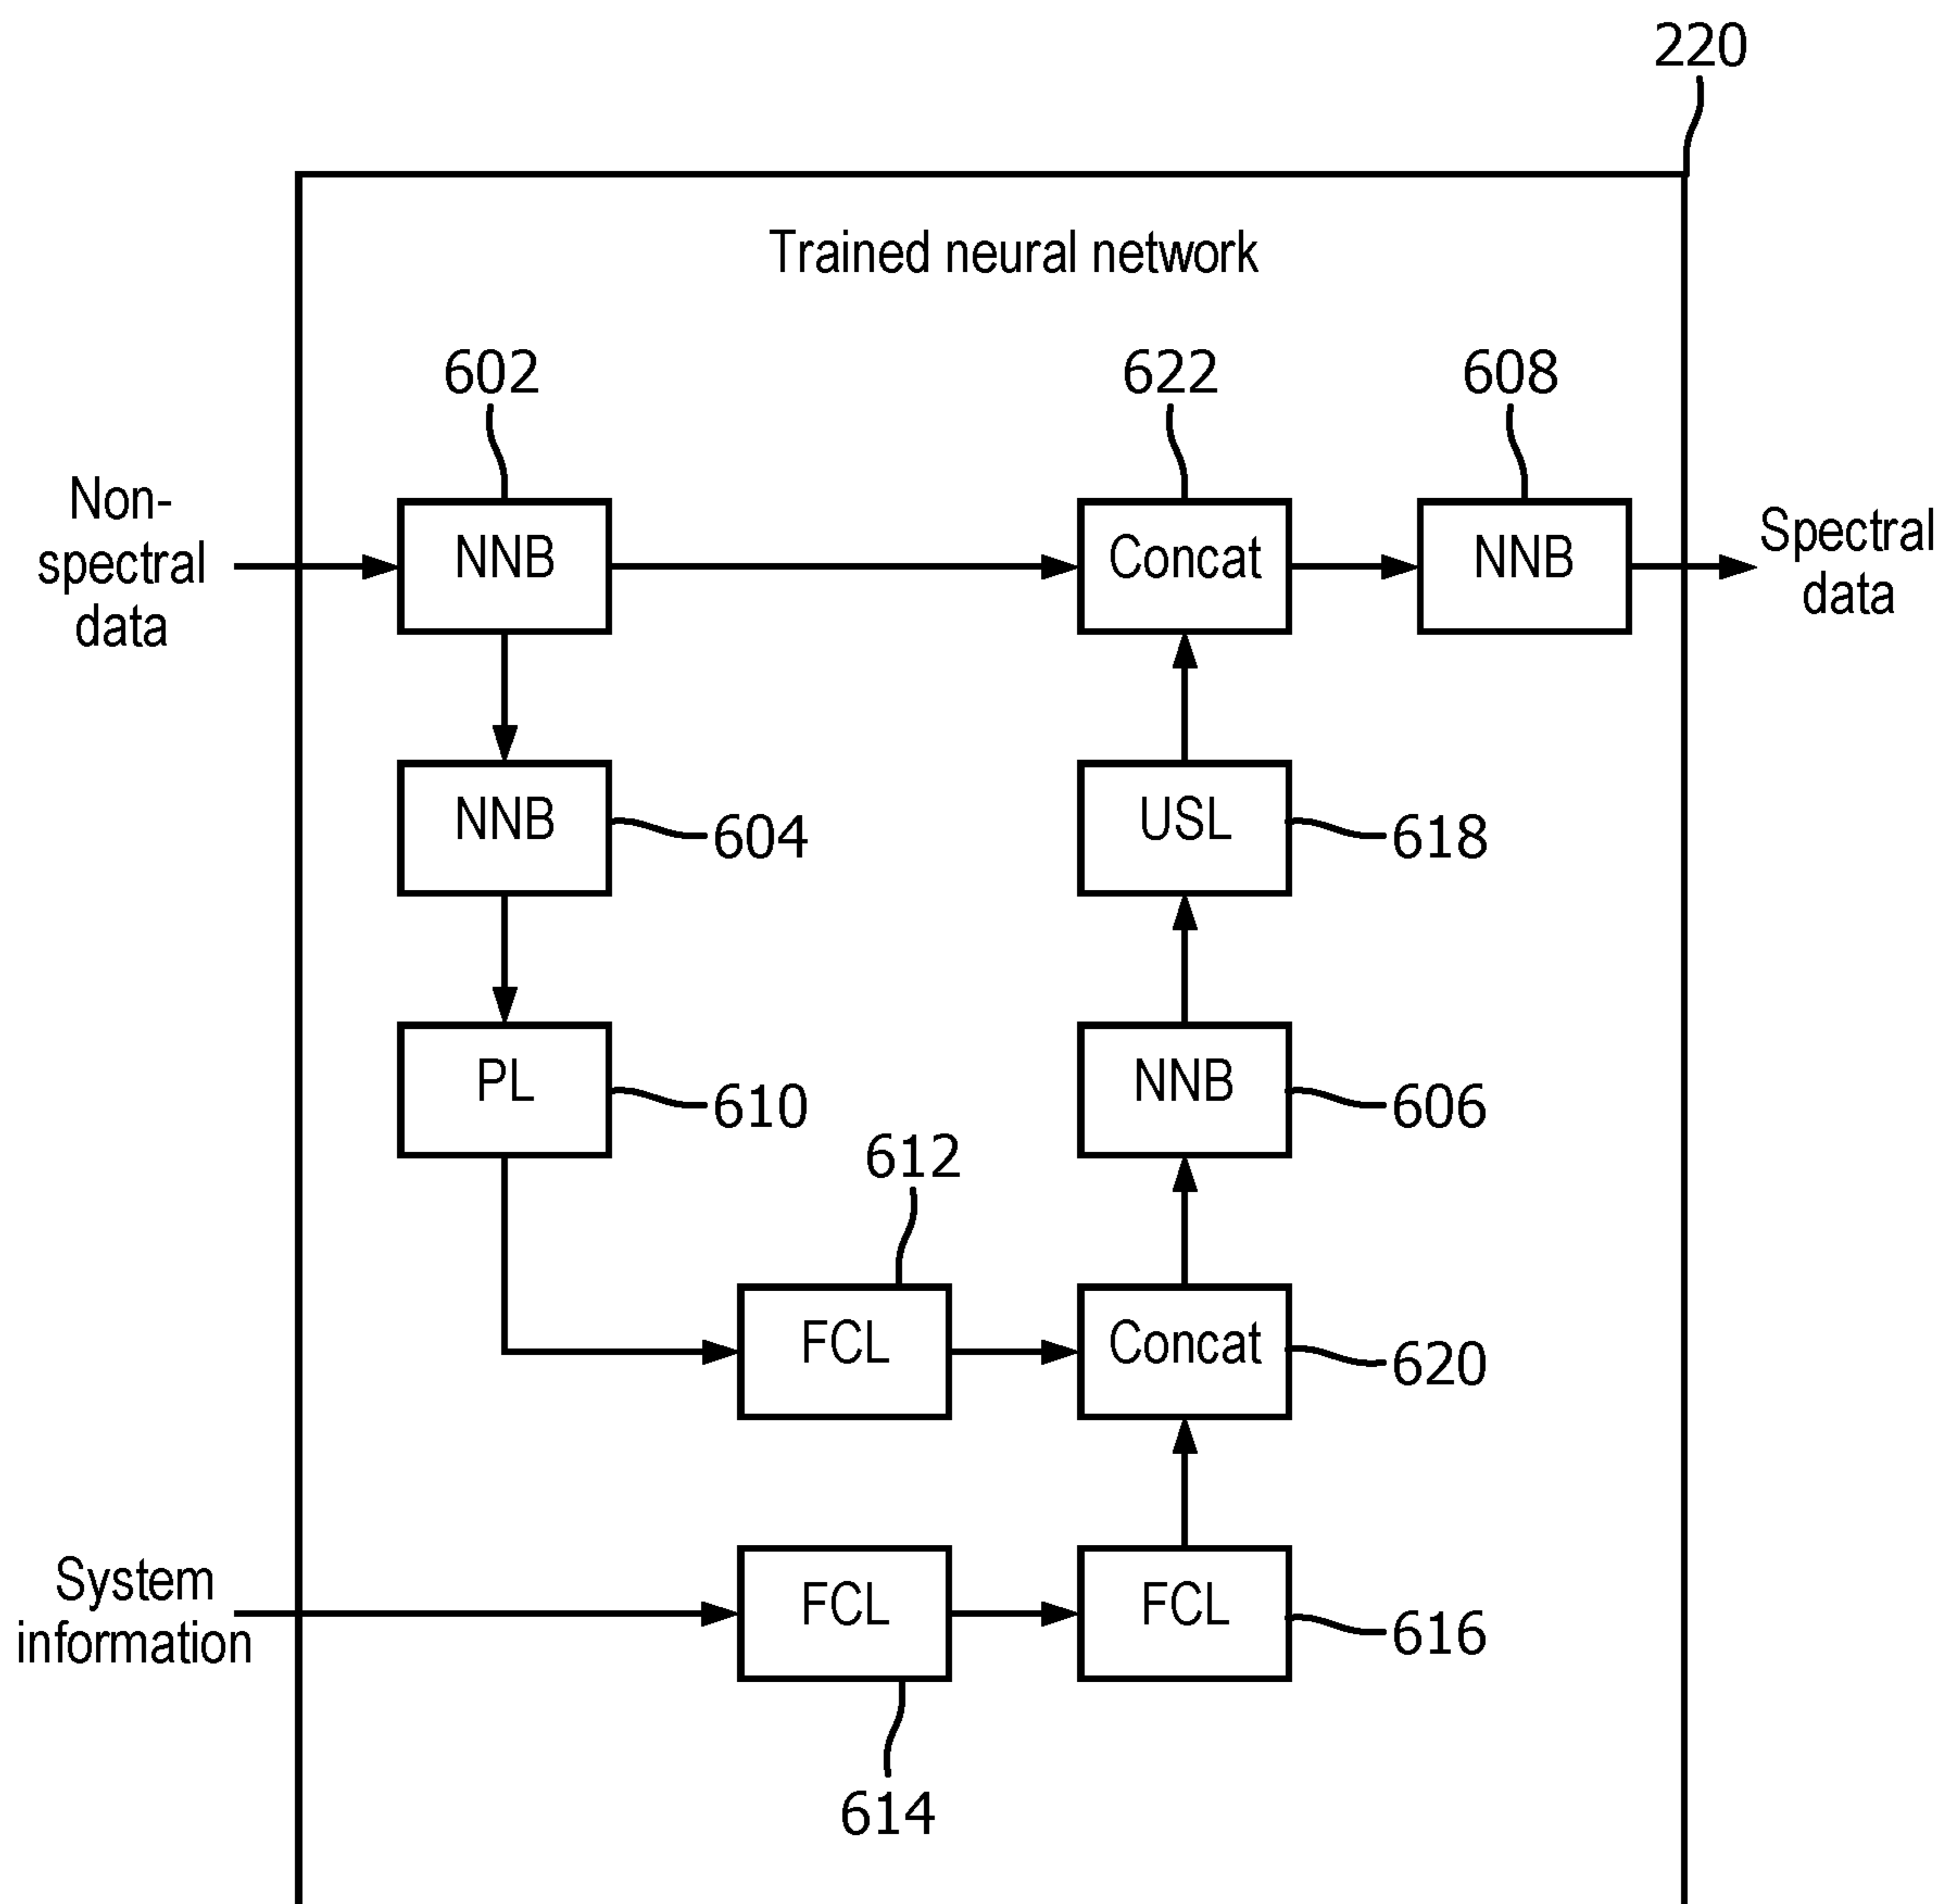 220
Trained neural network
602
622
608
Non-
spectral
data
NNB
Concat
NNB
Spectral
data
NNB
604
USL
618
PL
610
NNB
606
612
FCL
Concat
620
System
information
FCL
FCL
616
614